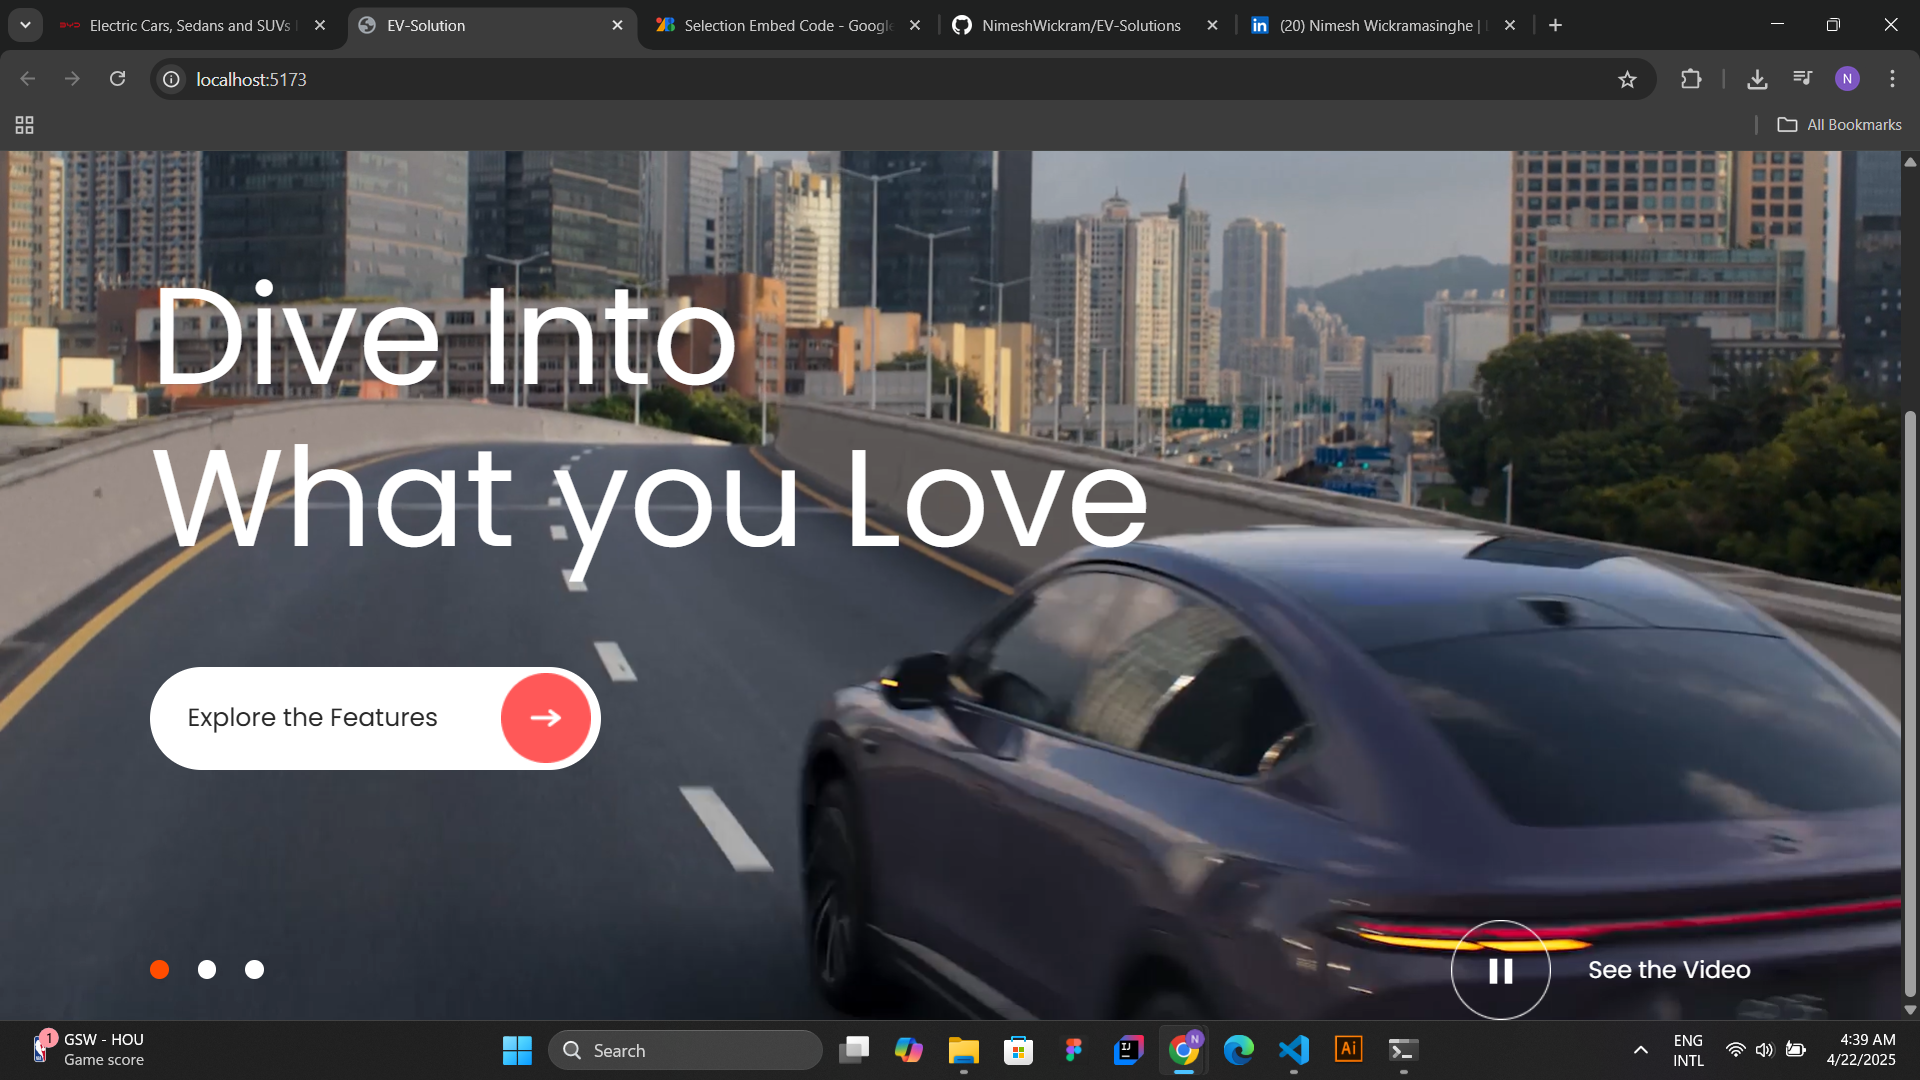 BYD
Electric Cars, Sedans and SUVs
EV-Solution
Selection Embed Code - Google
NimeshWickram/EV-Solutions
(20) Nimesh Wickramasinghe |
localhost:5173
N
All Bookmarks
Dive Into
What you Love
Explore the Features
See the Video
1
GSW - HOU
Game score
Search
N
Ai
ENG
INTL
4:39 AM
4/22/2025